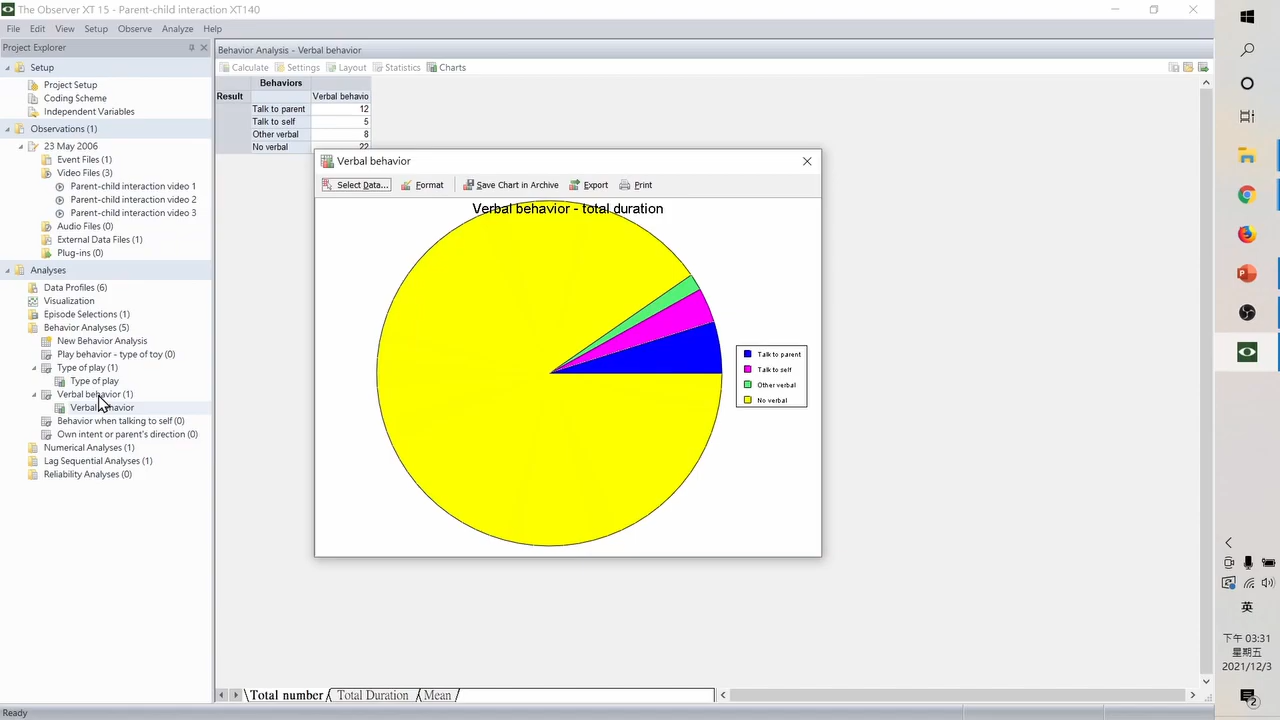 The Observer XT 15 - Parent-child interaction XT140
File Edit View Setup Observe Analyze Help
Project Explorer
Setup
Project Setup
Coding Scheme
Independent Variables
Observations (1)
23 May 2006
Event Files (1)
Video Files (3)
Parent-child interaction video 1
Parent-child interaction video 2
Parent-child interaction video 3
Audio Files (0)
External Data Files (1)
Plug-ins (0)
Analyses
Data Profiles (6)
Visualization
Episode Selections (1)
Behavior Analyses (5)
New Behavior Analysis
Play behavior - type of toy (0)
Type of play (1)
Type of play
Verbal behavior (1)
Verbal behavior
Behavior when talking to self (0)
Own intent or parent's direction (0)
Numerical Analyses (1)
Lag Sequential Analyses (1)
Reliability Analyses (0)
Ready
Behavior Analysis - Verbal behavior
Calculate Settings Layout Statistics Charts
Behaviors
Result Verbal behavio
Talk to parent 12
Talk to self 5
Other verbal 8
No verbal 22
Verbal behavior
Select Data... Format Save Chart in Archive Export Print
Verbal behavior - total duration
Talk to parent
Talk to self
Other verbal
No verbal
Total number Total Duration Mean
英
下午 03:31
星期五
2021/12/3
2